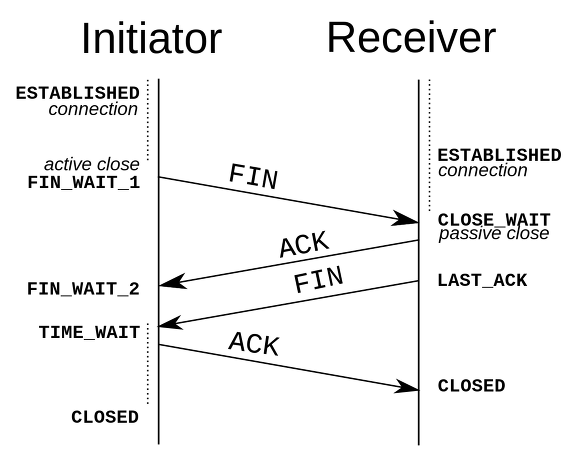 Initiator
Receiver
ESTABLISHED
connection
active close
FIN_WAIT_1
FIN
ESTABLISHED
connection
CLOSE_WAIT
passive close
ACK
FIN_WAIT_2
FIN
LAST_ACK
TIME_WAIT
ACK
CLOSED
CLOSED